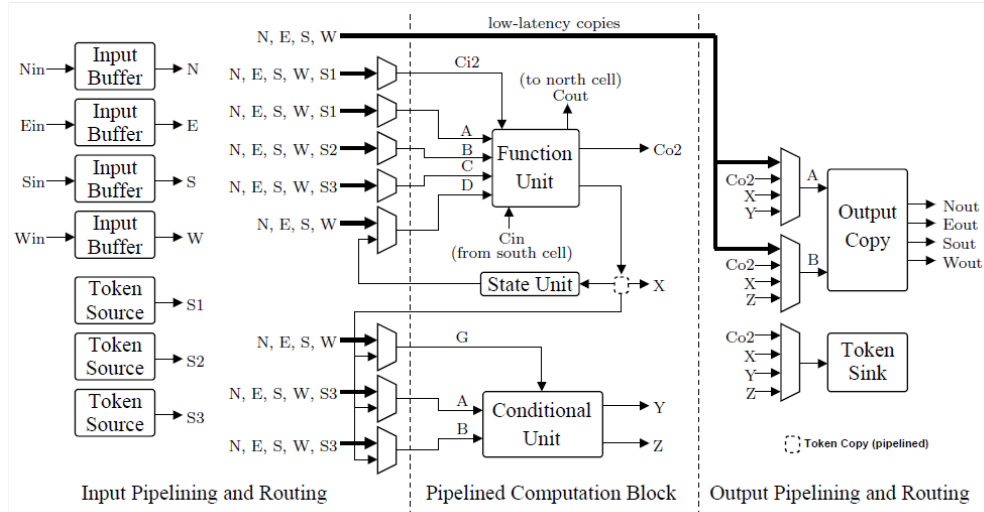 low-latency copies
N, E, S, W
Nin
Input
Buffer
N
N, E, S, W, S1
Ci2
(to north cell)
Cout
Ein
Input
Buffer
E
N, E, S, W, S1
A
N, E, S, W, S2
B
Function
Unit
Co2
C
Sin
Input
Buffer
S
N, E, S, W, S3
D
Win
Input
Buffer
W
N, E, S, W
Cin
(from south cell)
Token
Source
S1
State Unit
X
Token
Source
S2
N, E, S, W
G
Token
Source
S3
N, E, S, W, S3
A
Conditional
Unit
Y
N, E, S, W, S3
B
Z
Co2
X
Y
A
Output
Copy
Nout
Eout
Sout
Wout
Co2
X
Z
B
Co2
X
Y
Z
Token
Sink
Token Copy (pipelined)
Input Pipelining and Routing
Pipelined Computation Block
Output Pipelining and Routing